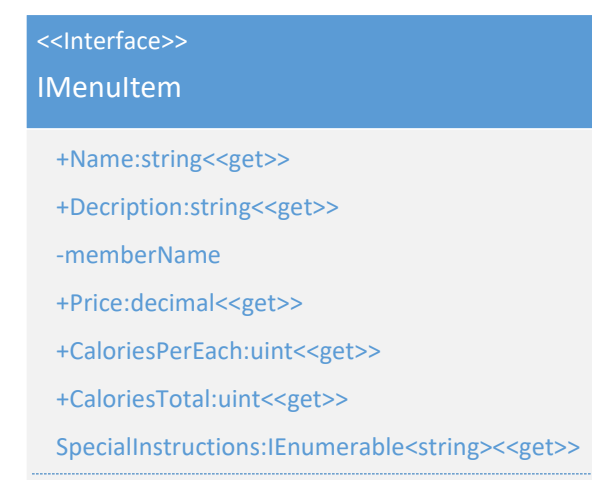 <<Interface>>
IMenuItem
+Name:string<<get>>
+Decription:string<<get>>
-memberName
+Price:decimal<<get>>
+CaloriesPerEach:uint<<get>>
+CaloriesTotal:uint<<get>>
SpecialInstructions:IEnumerable<string><<get>>